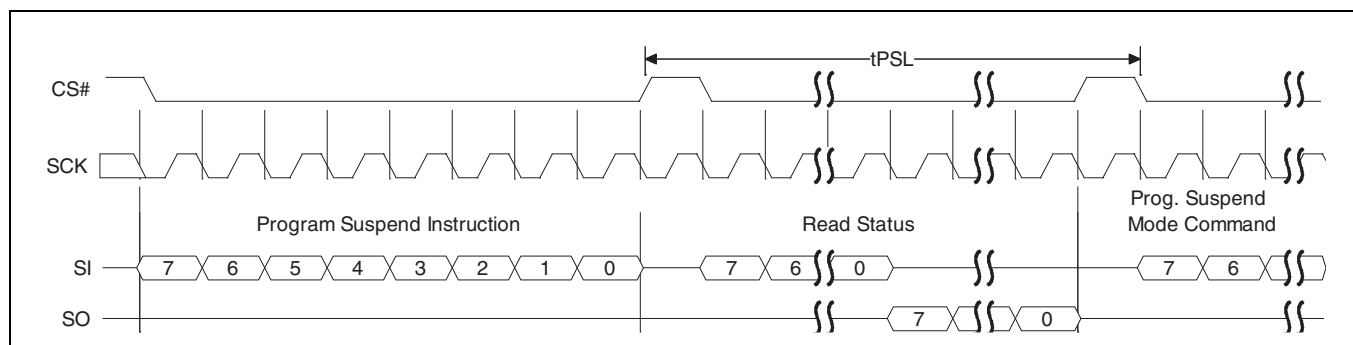 tPSL
CS#
SCK
Prog. Suspend
Program Suspend Instruction Read Status Mode Command
SI 7 6 5 4 3 2 1 0 7 6 0 7 6
SO 7 0